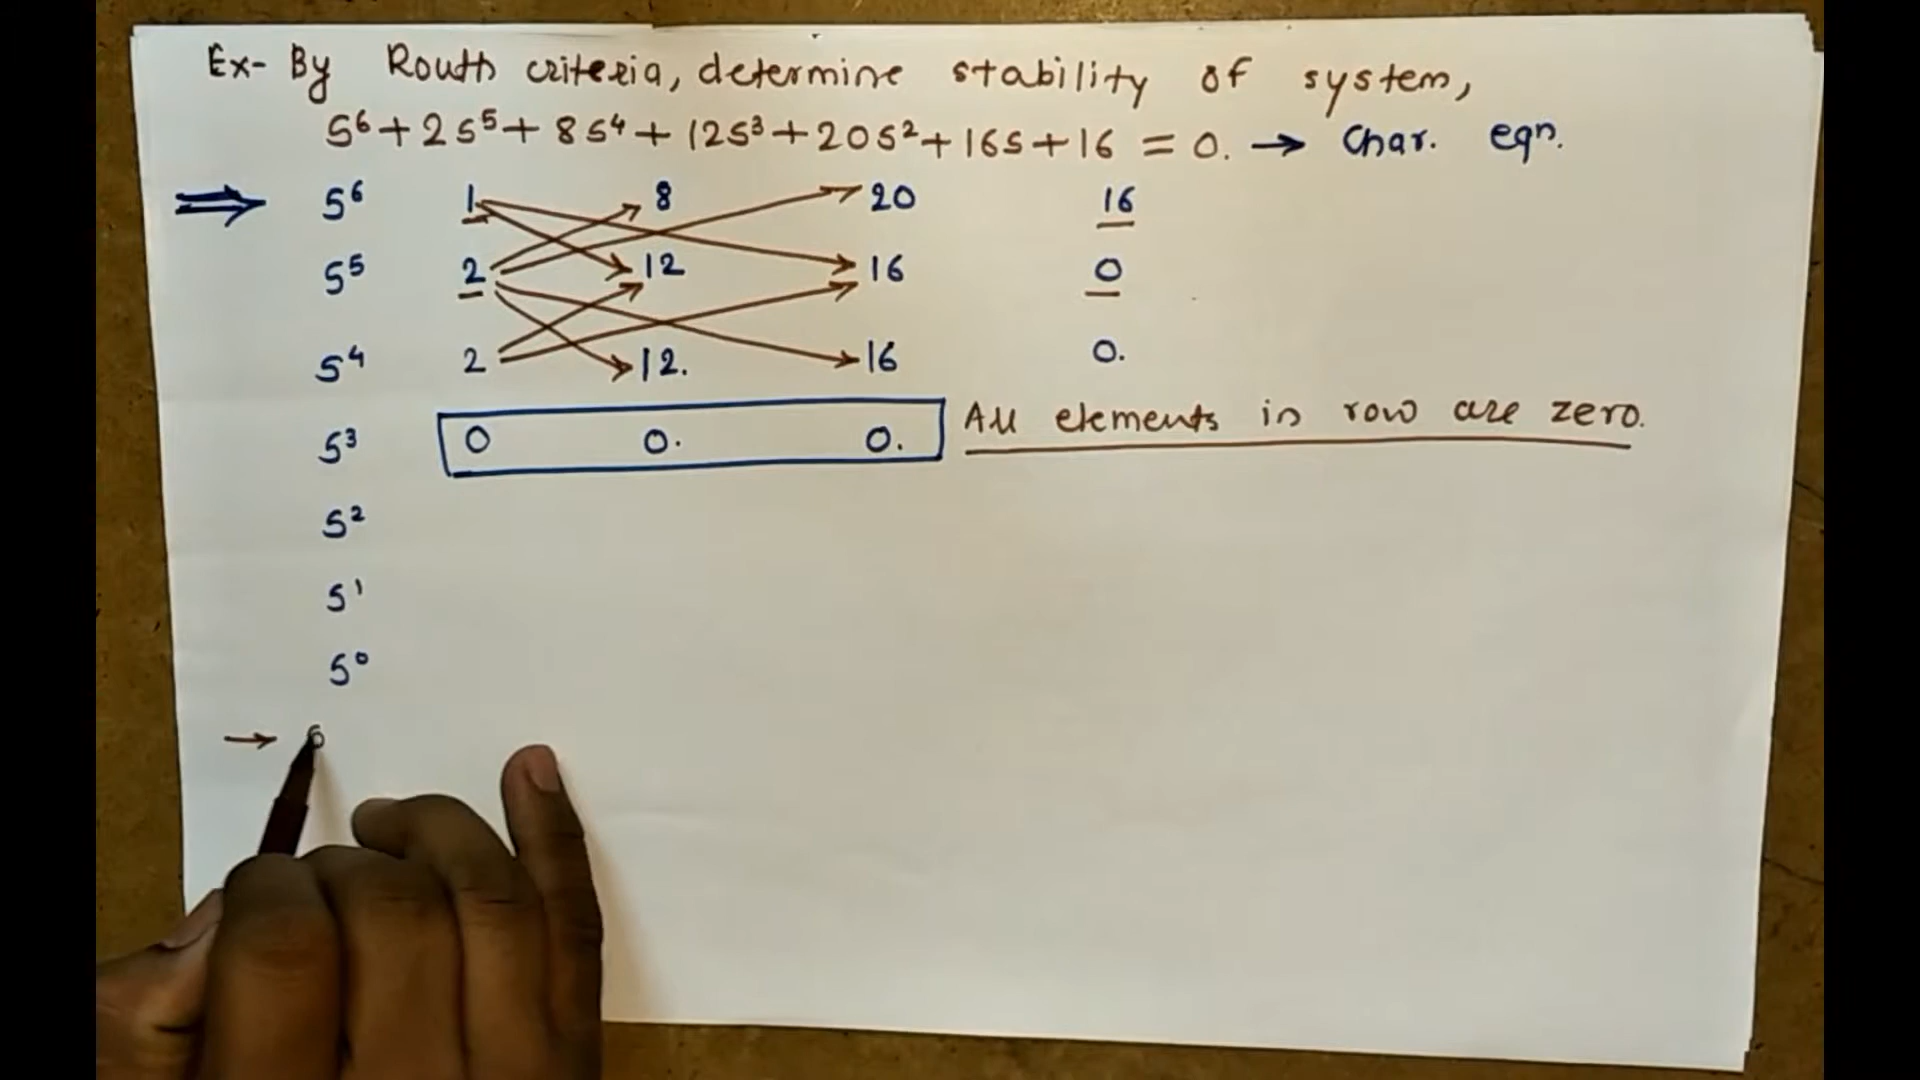 Ex- By Routh criteria, determine stability of system,
S⁶ + 2S⁵ + 8S⁴ + 12S³ + 20S² + 16S + 16 = 0. → Char. eqn.
⇒ S⁶ 1 8 20 16
S⁵ 2 12 16 0
S⁴ 2 12. 16 0.
S³ 0 0. 0. All elements in row are zero.
S²
S¹
S⁰
→